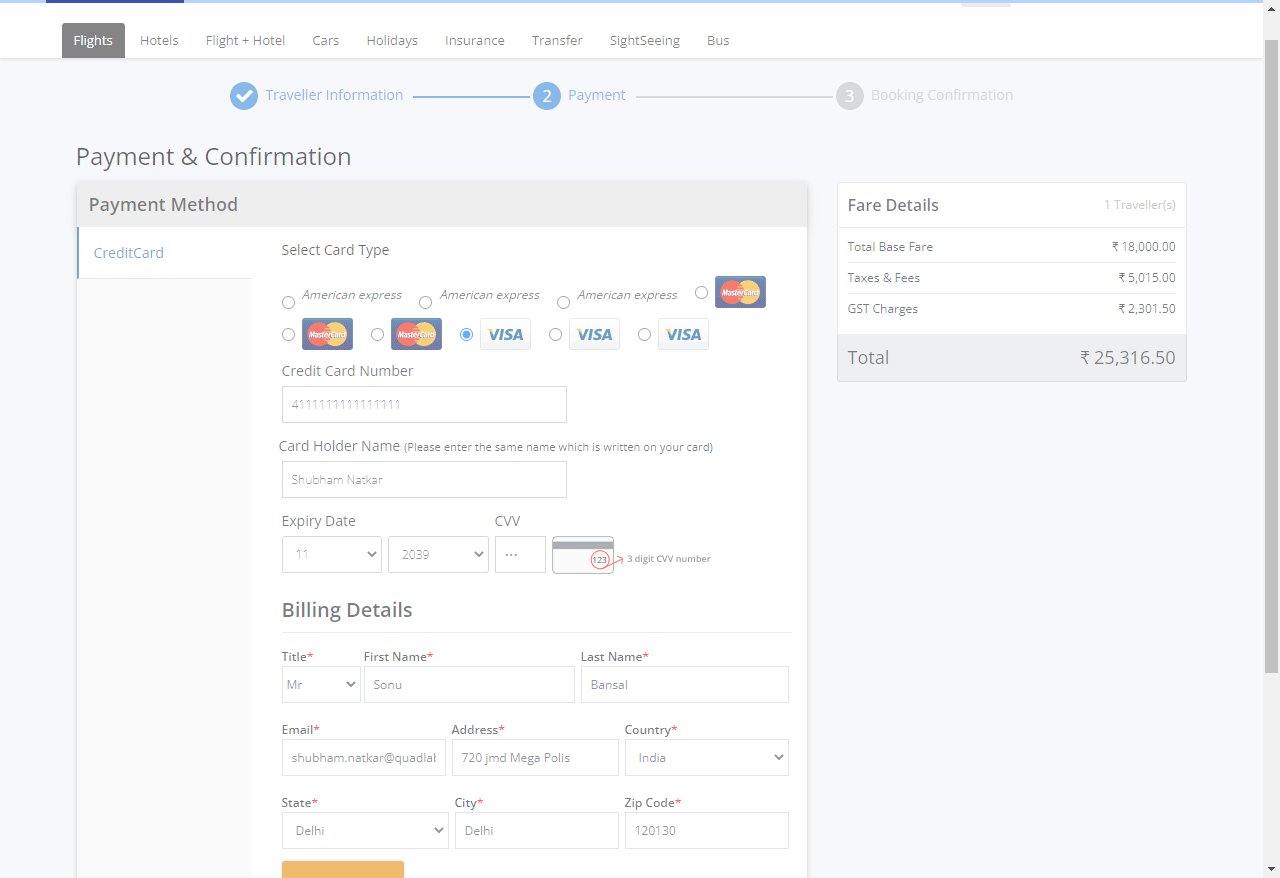 Flights Hotels Flight + Hotel Cars Holidays Insurance Transfer SightSeeing Bus
Traveller Information 2 Payment 3 Booking Confirmation
Payment & Confirmation
Payment Method
CreditCard
Select Card Type
American express American express American express MasterCard
MasterCard MasterCard VISA VISA VISA
Credit Card Number
4111111111111111
Card Holder Name (Please enter the same name which is written on your card)
Shubham Natkar
Expiry Date CVV
11 2039 123 3 digit CVV number
Billing Details
Title* First Name* Last Name*
Mr Sonu Bansal
Email* Address* Country*
shubham.natkar@quadlab 720 jmd Mega Polis India
State* City* Zip Code*
Delhi Delhi 120130
Fare Details 1 Traveller(s)
Total Base Fare ₹ 18,000.00
Taxes & Fees ₹ 5,015.00
GST Charges ₹ 2,301.50
Total ₹ 25,316.50